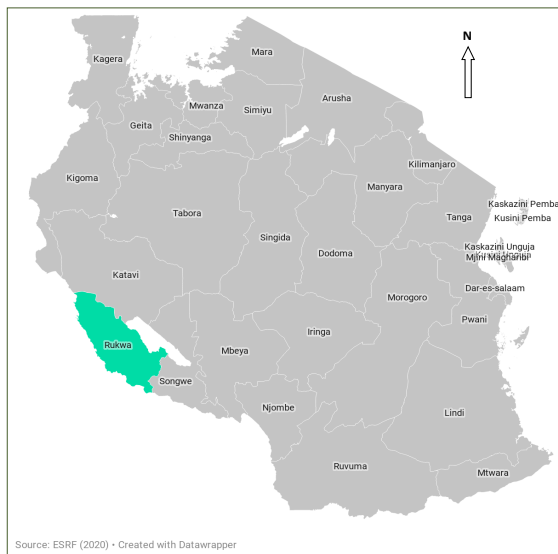 N
Kagera
Mara
Mwanza
Simiyu
Arusha
Geita
Shinyanga
Kilimanjaro
Kigoma
Manyara
Kaskazini Pemba
Tabora
Tanga
Kusini Pemba
Singida
Kaskazini Unguja
Dodoma
Mjini Magharibi
Katavi
Dar-es-salaam
Morogoro
Pwani
Iringa
Rukwa
Mbeya
Songwe
Njombe
Lindi
Ruvuma
Mtwara
Source: ESRF (2020) • Created with Datawrapper